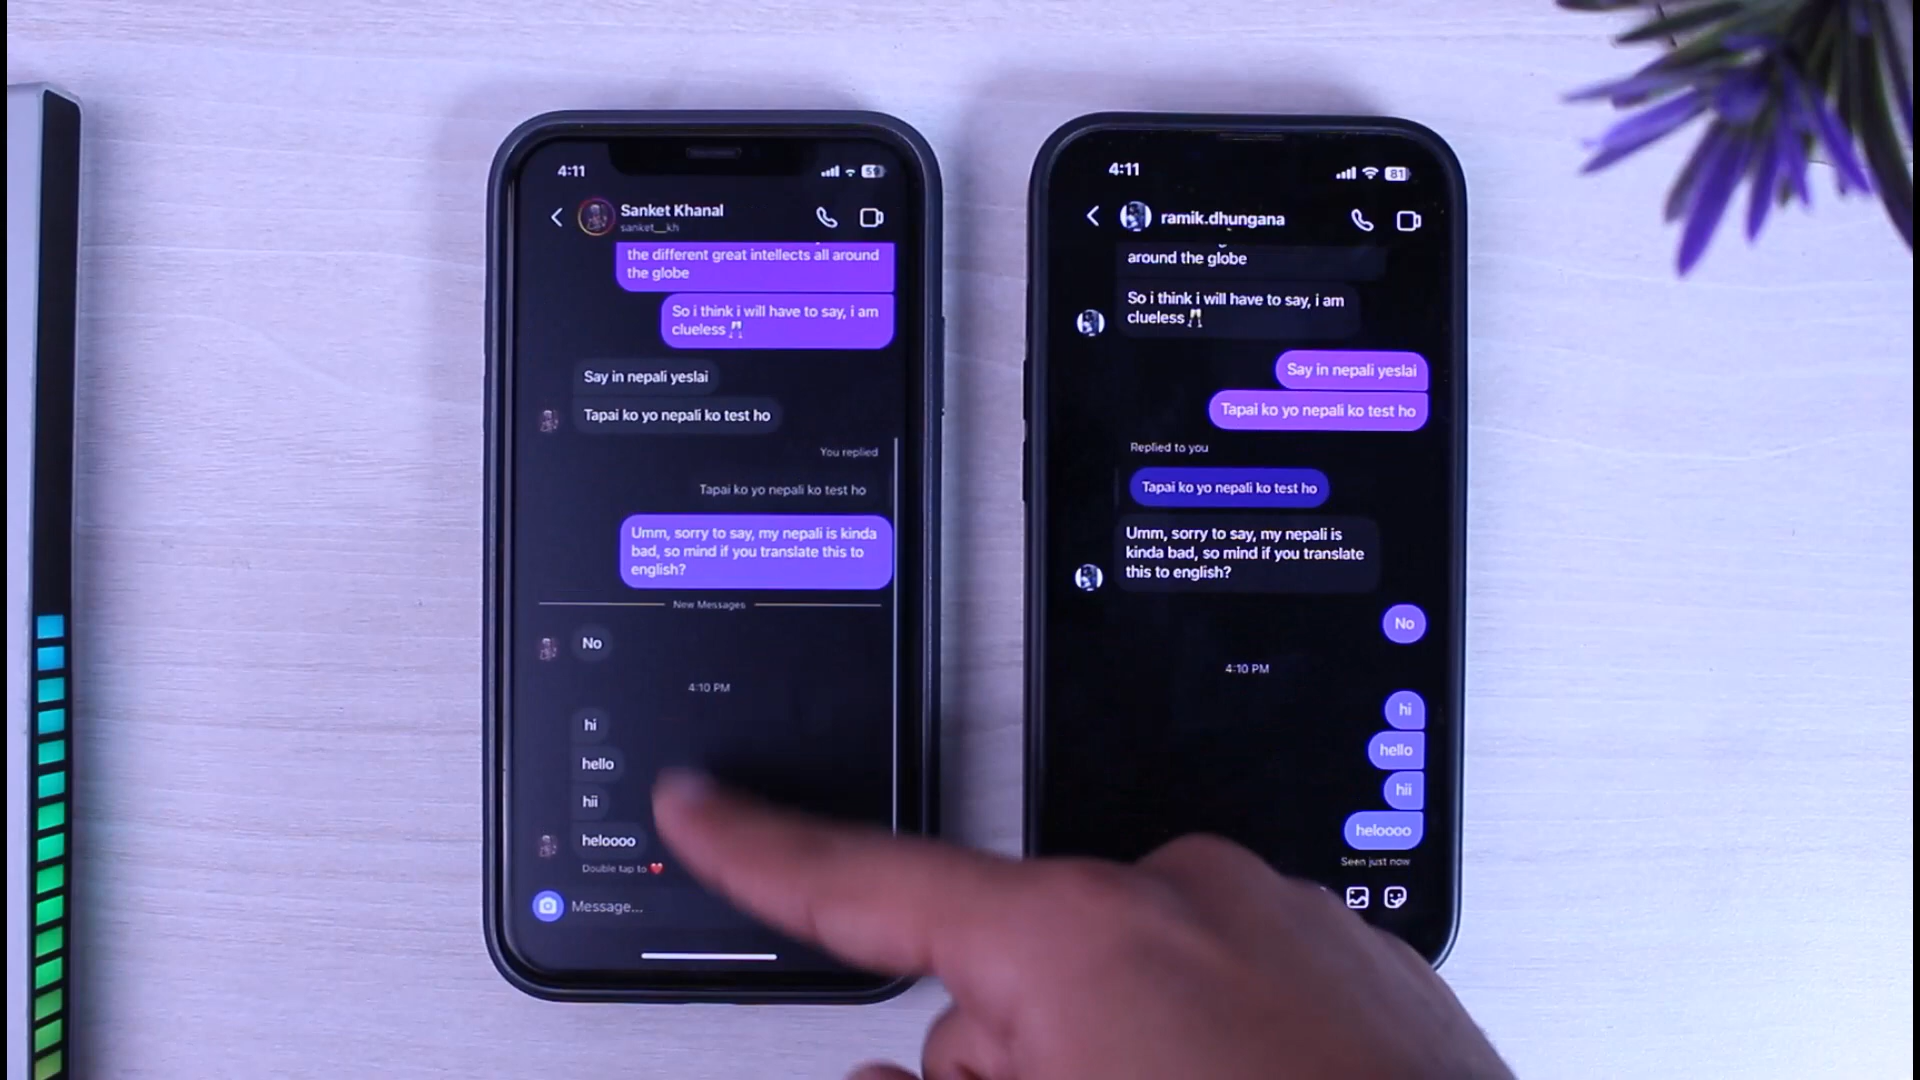 4:11
59
Sanket Khanal
sanket__kh
the different great intellects all around
the globe
So i think i will have to say, i am
clueless
Say in nepali yeslai
Tapai ko yo nepali ko test ho
You replied
Tapai ko yo nepali ko test ho
Umm, sorry to say, my nepali is kinda
bad, so mind if you translate this to
english?
New Messages
No
4:10 PM
hi
hello
hii
heloooo
Double tap to ❤️
Message...
4:11
81
ramik.dhungana
around the globe
So i think i will have to say, i am
clueless
Say in nepali yeslai
Tapai ko yo nepali ko test ho
Replied to you
Tapai ko yo nepali ko test ho
Umm, sorry to say, my nepali is
kinda bad, so mind if you translate
this to english?
No
4:10 PM
hi
hello
hii
heloooo
Seen just now